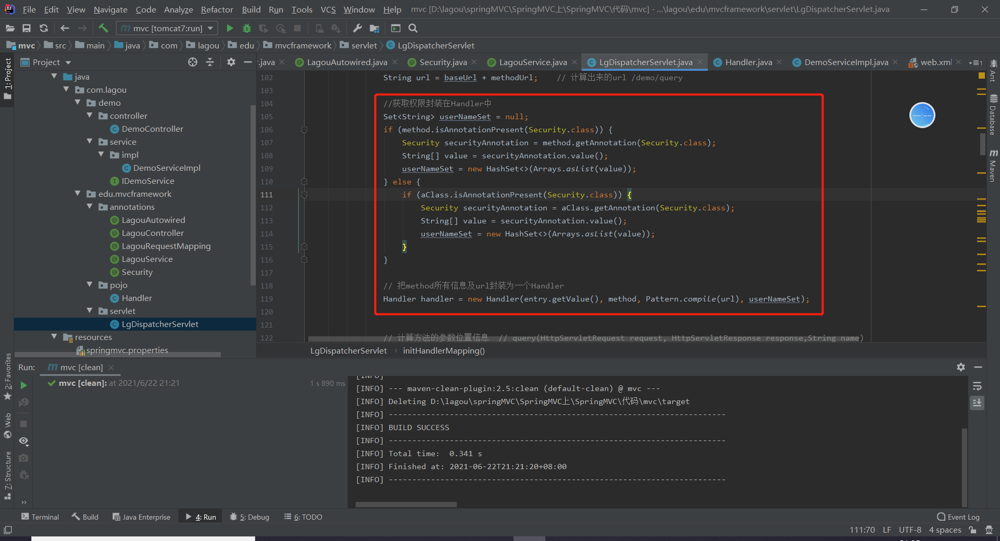 File Edit View Navigate Code Analyze Refactor Build Run Tools VCS Window Help mvc [D:\lagou\springMVC\SpringMVC上\SpringMVC\代码\mvc] - ...\lagou\edu\mvcframework\servlet\LgDispatcherServlet.java
mvc [tomcat7:run]
mvc src main java com lagou edu mvcframework servlet LgDispatcherServlet
Project
r.java LagouAutowired.java Security.java LagouService.java LgDispatcherServlet.java Handler.java DemoServiceImpl.java web.xml
1
1: Project
2: Favorites
Web
7: Structure
Ant
Database
Maven
java
com.lagou
demo
controller
DemoController
service
impl
DemoServiceImpl
IDemoService
edu.mvcframework
annotations
LagouAutowired
LagouController
LagouRequestMapping
LagouService
Security
pojo
Handler
servlet
LgDispatcherServlet
resources
springmvc.properties
102 String url = baseUrl + methodUrl; // 计算出来的url /demo/query
103
104 //获取权限封装在Handler中
105 Set<String> userNameSet = null;
106 if (method.isAnnotationPresent(Security.class)) {
107 Security securityAnnotation = method.getAnnotation(Security.class);
108 String[] value = securityAnnotation.value();
109 userNameSet = new HashSet<>(Arrays.asList(value));
110 } else {
111 if (aClass.isAnnotationPresent(Security.class)) {
112 Security securityAnnotation = aClass.getAnnotation(Security.class);
113 String[] value = securityAnnotation.value();
114 userNameSet = new HashSet<>(Arrays.asList(value));
115 }
116 }
117
118 // 把method所有信息及url封装为一个Handler
119 Handler handler = new Handler(entry.getValue(), method, Pattern.compile(url), userNameSet);
120
121
122 // 计算方法的参数位置信息 // query(HttpServletRequest request, HttpServletResponse response,String name)
--:--
LgDispatcherServlet initHandlerMapping()
Run: mvc [clean]
mvc [clean]: at 2021/6/22 21:21 1 s 890 ms
[INFO]
[INFO] --- maven-clean-plugin:2.5:clean (default-clean) @ mvc ---
[INFO] Deleting D:\lagou\springMVC\SpringMVC上\SpringMVC\代码\mvc\target
[INFO] ------------------------------------------------------------------------
[INFO] BUILD SUCCESS
[INFO] ------------------------------------------------------------------------
[INFO] Total time:  0.341 s
[INFO] Finished at: 2021-06-22T21:21:20+08:00
[INFO] ------------------------------------------------------------------------
Terminal Build Java Enterprise 4: Run 5: Debug 6: TODO Event Log
111:70 LF UTF-8 4 spaces